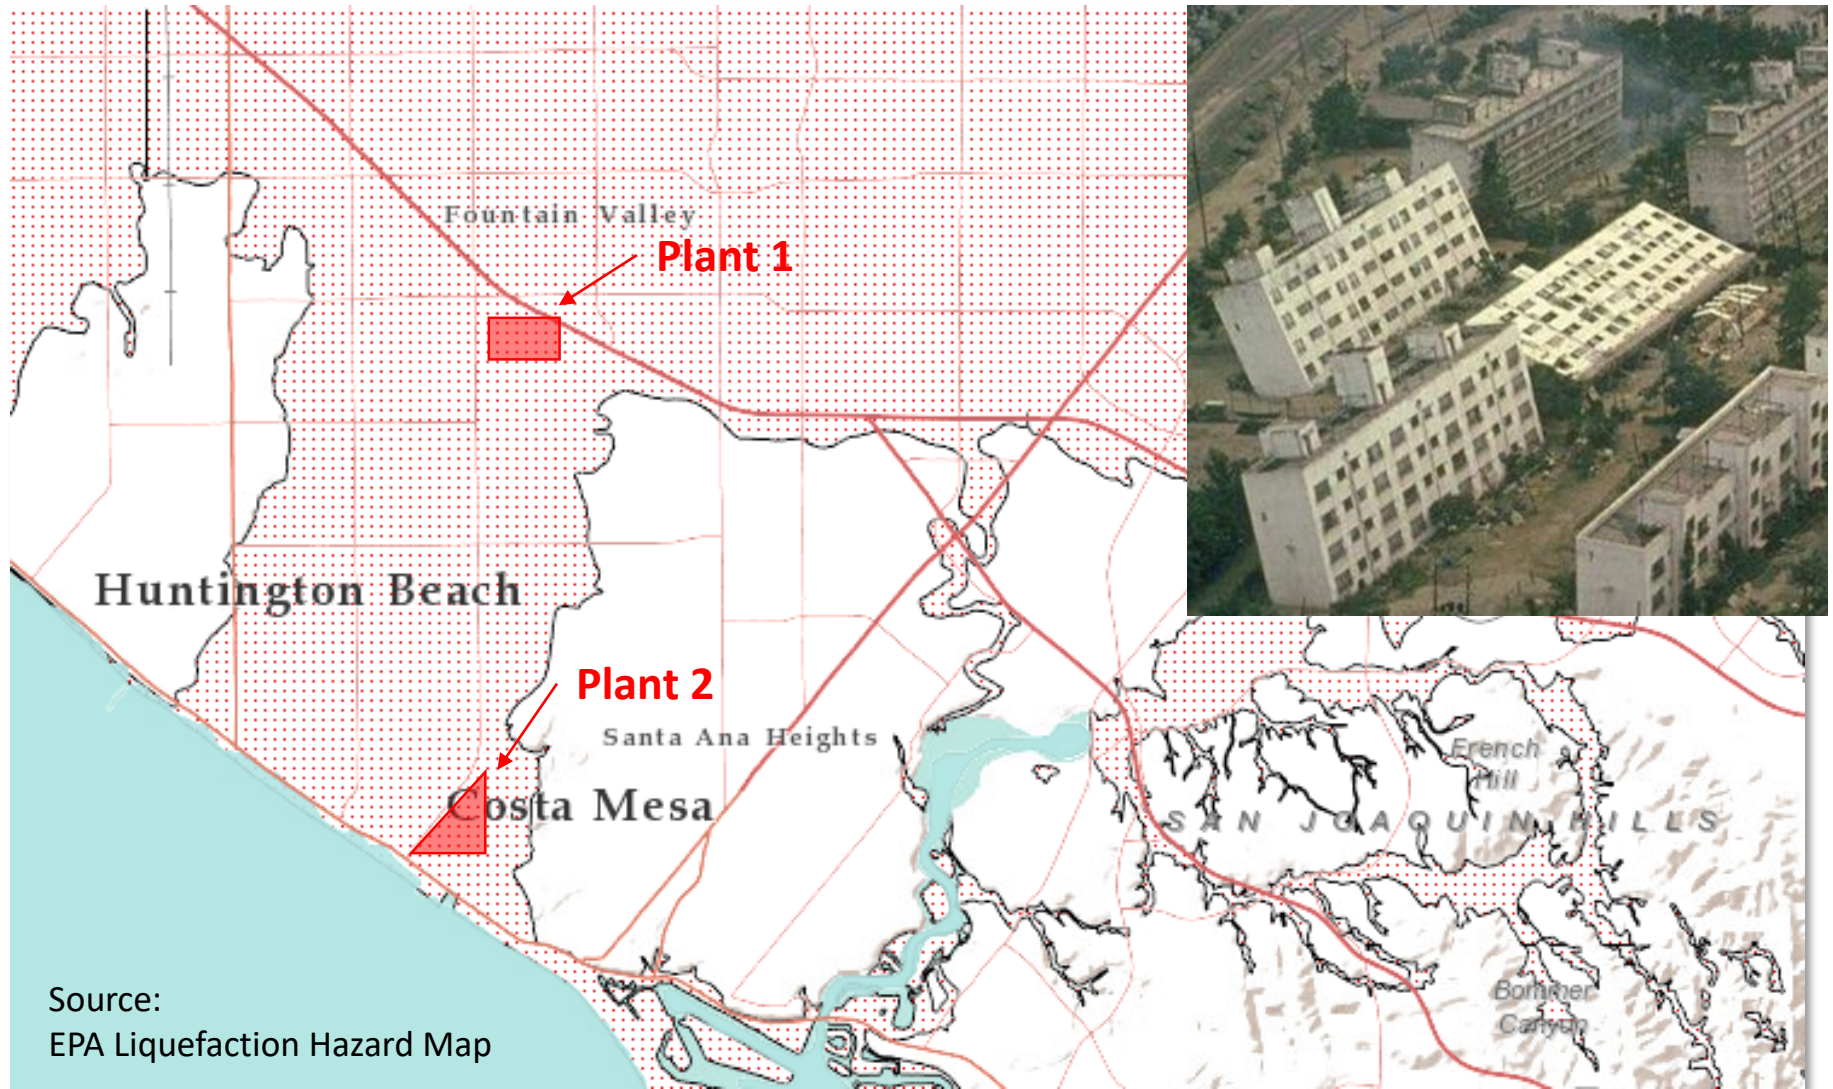 Fountain Valley
Plant 1
Huntington Beach
Plant 2
Santa Ana Heights
Costa Mesa
French
Hill
SAN JOAQUIN HILLS
Bommer
Canyon
Source:
EPA Liquefaction Hazard Map